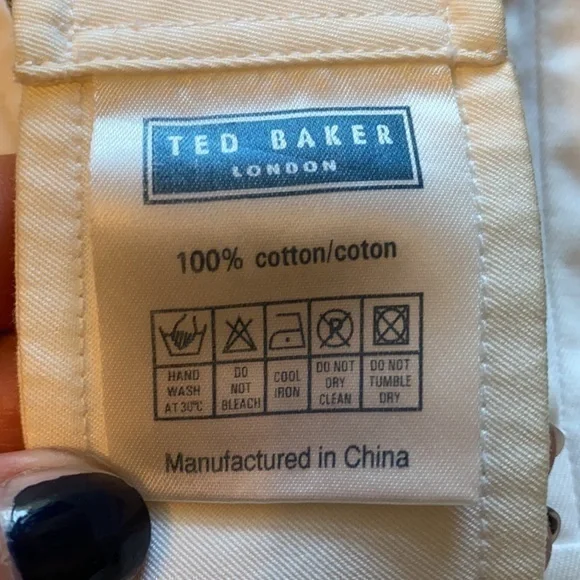 TED BAKER
LONDON
100% cotton/coton
P
HAND WASH AT 30°C
DO NOT BLEACH
COOL IRON
DO NOT DRY CLEAN
DO NOT TUMBLE DRY
Manufactured in China